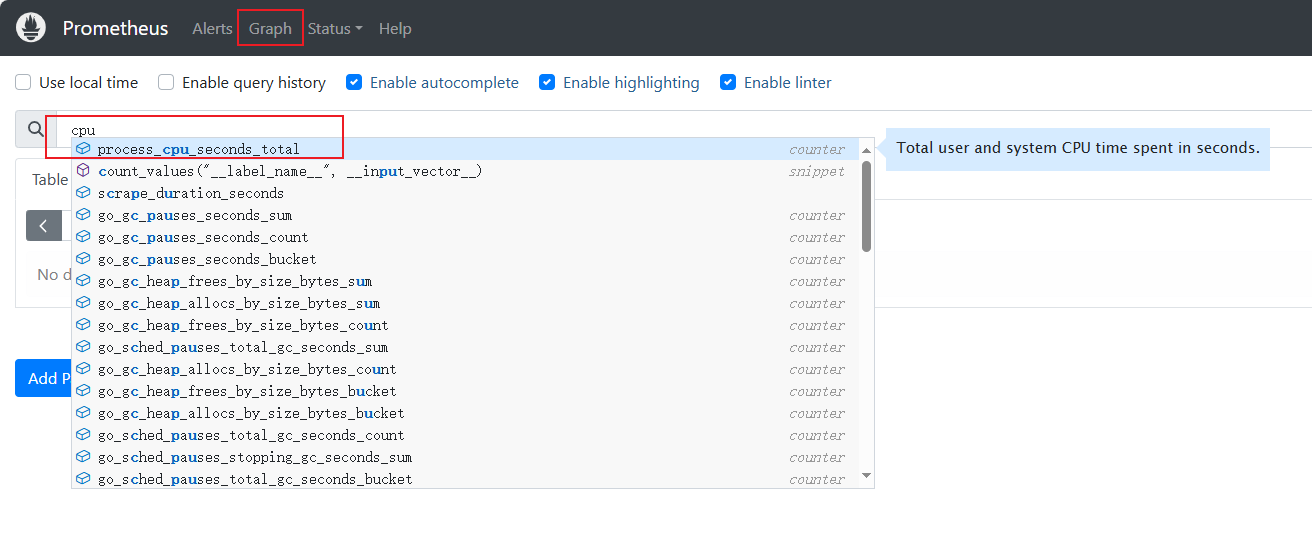 Prometheus Alerts Graph Status Help
Use local time Enable query history Enable autocomplete Enable highlighting Enable linter
cpu
process_cpu_seconds_total counter Total user and system CPU time spent in seconds.
count_values("__label_name__", __input_vector__) snippet
Table
scrape_duration_seconds
go_gc_pauses_seconds_sum counter
go_gc_pauses_seconds_count counter
go_gc_pauses_seconds_bucket counter
No d
go_gc_heap_frees_by_size_bytes_sum counter
go_gc_heap_allocs_by_size_bytes_sum counter
go_gc_heap_frees_by_size_bytes_count counter
go_sched_pauses_total_gc_seconds_sum counter
go_gc_heap_allocs_by_size_bytes_count counter
Add P
go_gc_heap_frees_by_size_bytes_bucket counter
go_gc_heap_allocs_by_size_bytes_bucket counter
go_sched_pauses_total_gc_seconds_count counter
go_sched_pauses_stopping_gc_seconds_sum counter
go_sched_pauses_total_gc_seconds_bucket counter